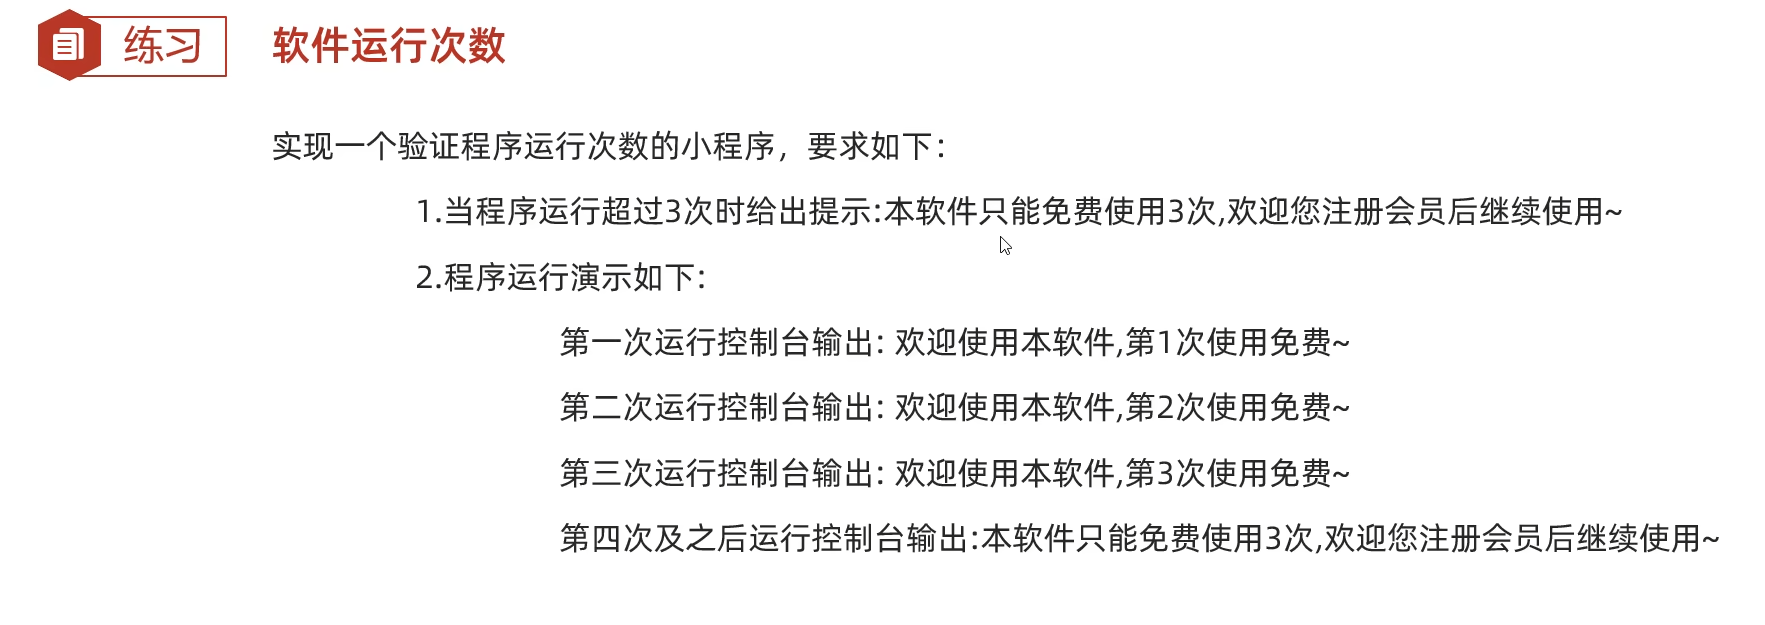 练习
软件运行次数
实现一个验证程序运行次数的小程序，要求如下：
1.当程序运行超过3次时给出提示:本软件只能免费使用3次,欢迎您注册会员后继续使用~
2.程序运行演示如下：
第一次运行控制台输出: 欢迎使用本软件,第1次使用免费~
第二次运行控制台输出: 欢迎使用本软件,第2次使用免费~
第三次运行控制台输出: 欢迎使用本软件,第3次使用免费~
第四次及之后运行控制台输出:本软件只能免费使用3次,欢迎您注册会员后继续使用~